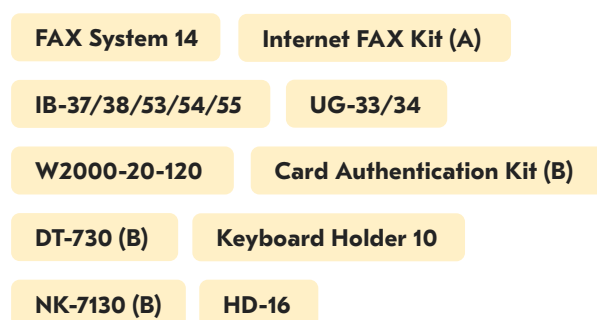 FAX System 14 Internet FAX Kit (A)
IB-37/38/53/54/55 UG-33/34
W2000-20-120 Card Authentication Kit (B)
DT-730 (B) Keyboard Holder 10
NK-7130 (B) HD-16